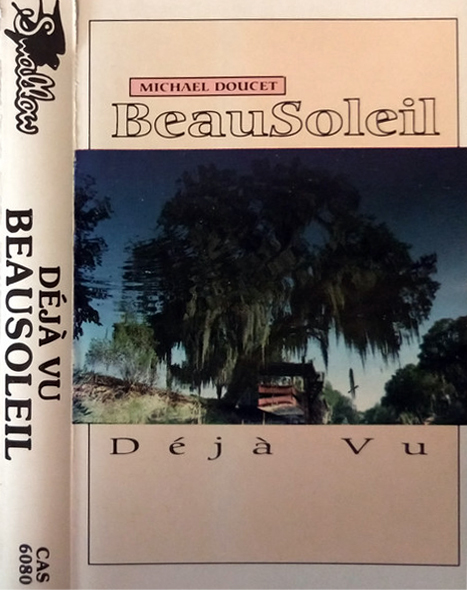 Swallow
DÉJÀ VU
BEAUSOLEIL
CAS
6080
MICHAEL DOUCET
BeauSoleil
Déjà Vu